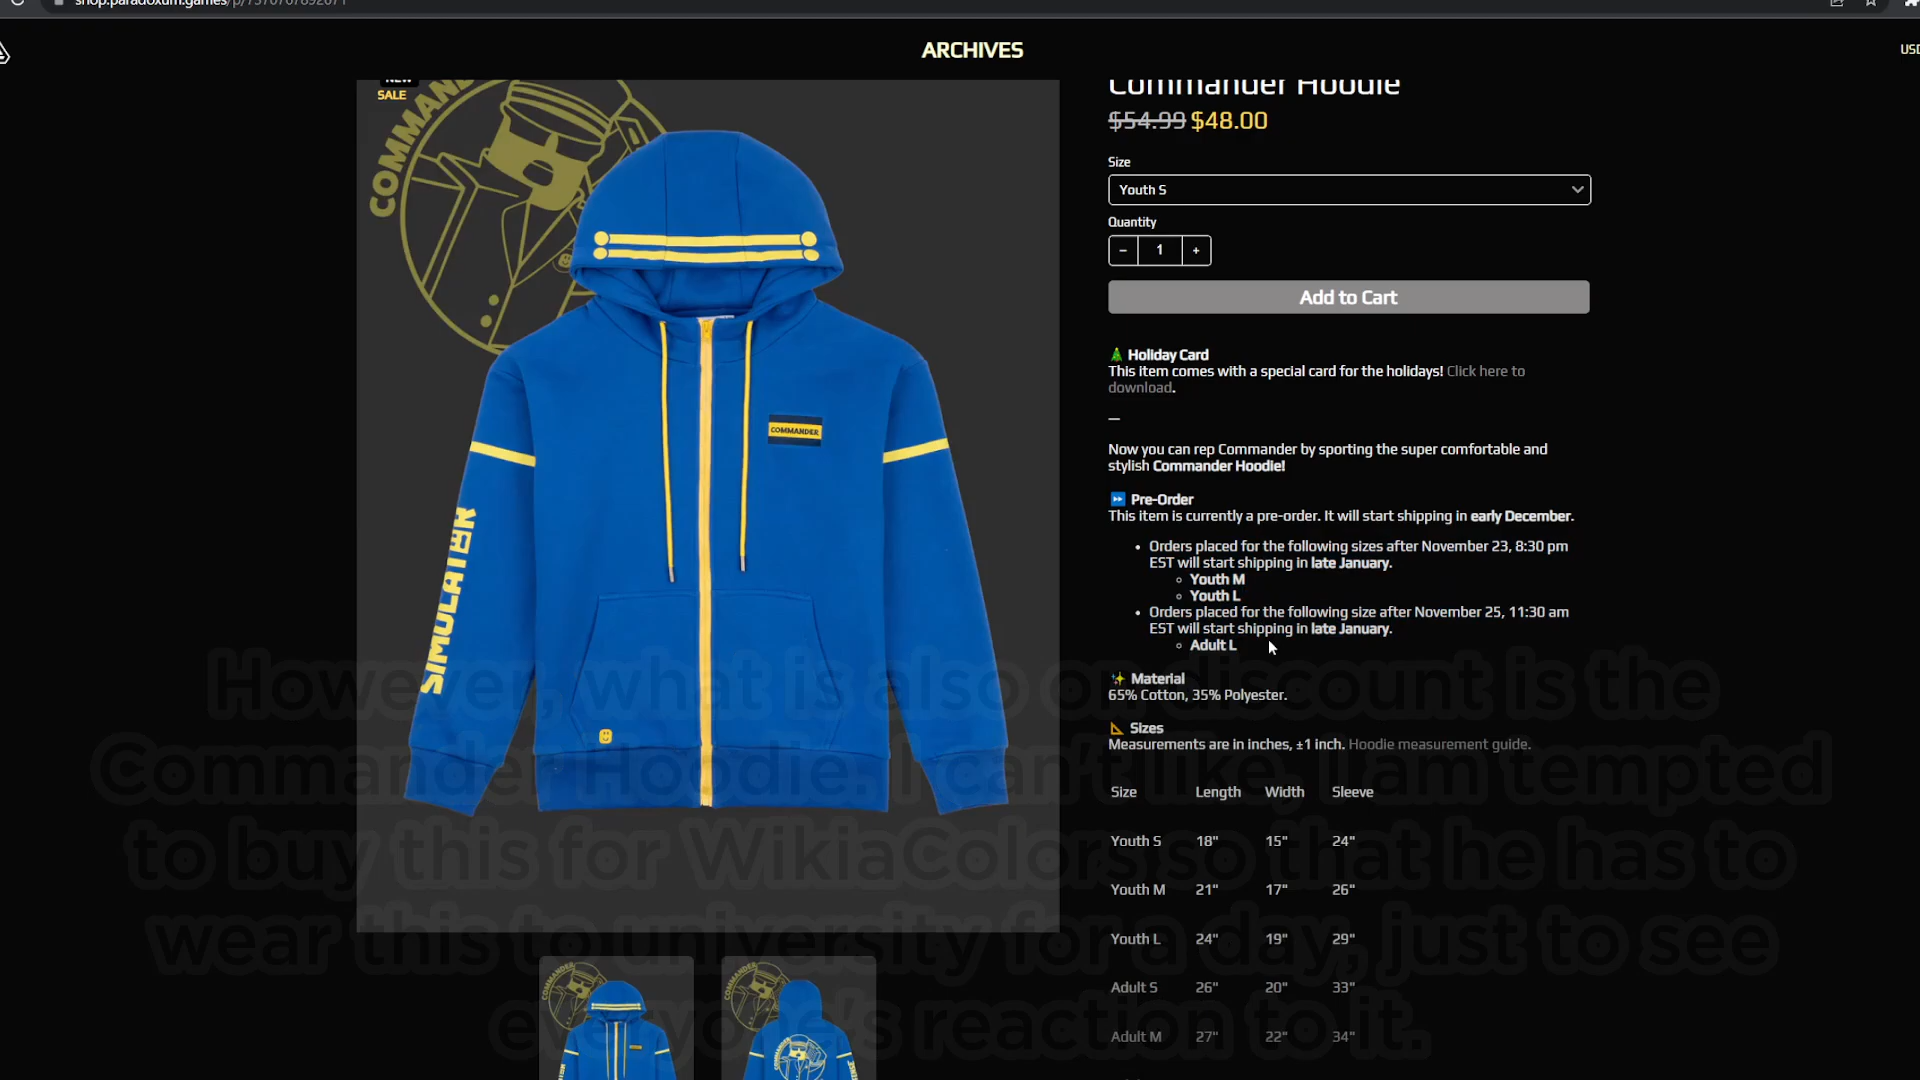 shop.paradoxum.games/p/7370767892671
ARCHIVES
USD
NEW
SALE
COMMANDER
COMMANDER
SIMULATOR
Commander Hoodie
$54.99 $48.00
Size
Youth S
Quantity
− 1 +
Add to Cart
🎄 Holiday Card
This item comes with a special card for the holidays! Click here to
download.
—
Now you can rep Commander by sporting the super comfortable and
stylish Commander Hoodie!
⏩ Pre-Order
This item is currently a pre-order. It will start shipping in early December.
• Orders placed for the following sizes after November 23, 8:30 pm
EST will start shipping in late January.
◦ Youth M
◦ Youth L
• Orders placed for the following size after November 25, 11:30 am
EST will start shipping in late January.
◦ Adult L
✨ Material
65% Cotton, 35% Polyester.
📐 Sizes
Measurements are in inches, ±1 inch. Hoodie measurement guide.
Size Length Width Sleeve
Youth S 18" 15" 24"
Youth M 21" 17" 26"
Youth L 24" 19" 29"
Adult S 26" 20" 33"
Adult M 27" 22" 34"
However, what is also on discount is the
Commander Hoodie. I can't like, I am tempted
to buy this for WikiaColors so that he has to
wear this to university for a day, just to see
everyone's reaction to it.